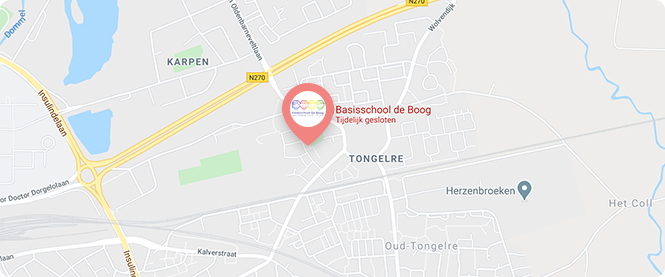 Dommel
Oldenbarneveltlaan
N270
Wolvendijk
KARPEN
N270
Insulindelaan
Basisschool de Boog
Tijdelijk gesloten
TONGELRE
Doctor Dorgelolaan
Herzenbroeken
Het Coll
Kalverstraat
Oud-Tongelre
Insul